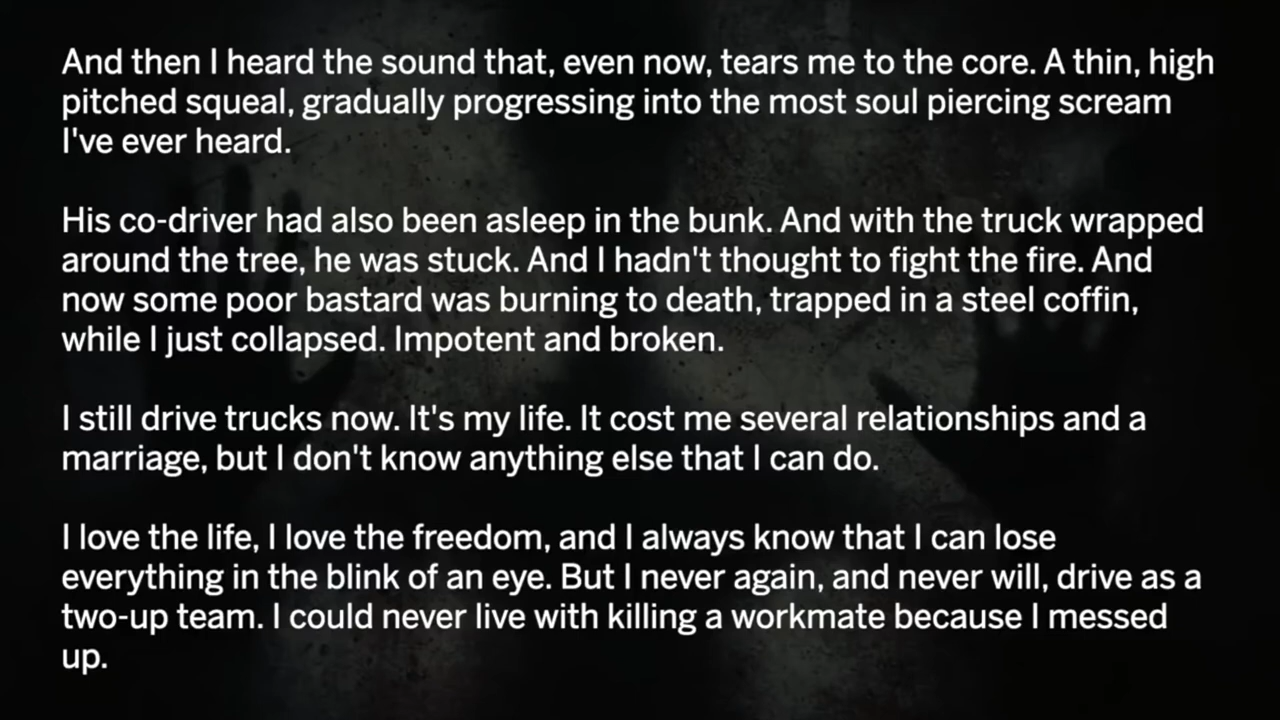 And then I heard the sound that, even now, tears me to the core. A thin, high
pitched squeal, gradually progressing into the most soul piercing scream
I've ever heard.
His co-driver had also been asleep in the bunk. And with the truck wrapped
around the tree, he was stuck. And I hadn't thought to fight the fire. And
now some poor bastard was burning to death, trapped in a steel coffin,
while I just collapsed. Impotent and broken.
I still drive trucks now. It's my life. It cost me several relationships and a
marriage, but I don't know anything else that I can do.
I love the life, I love the freedom, and I always know that I can lose
everything in the blink of an eye. But I never again, and never will, drive as a
two-up team. I could never live with killing a workmate because I messed
up.